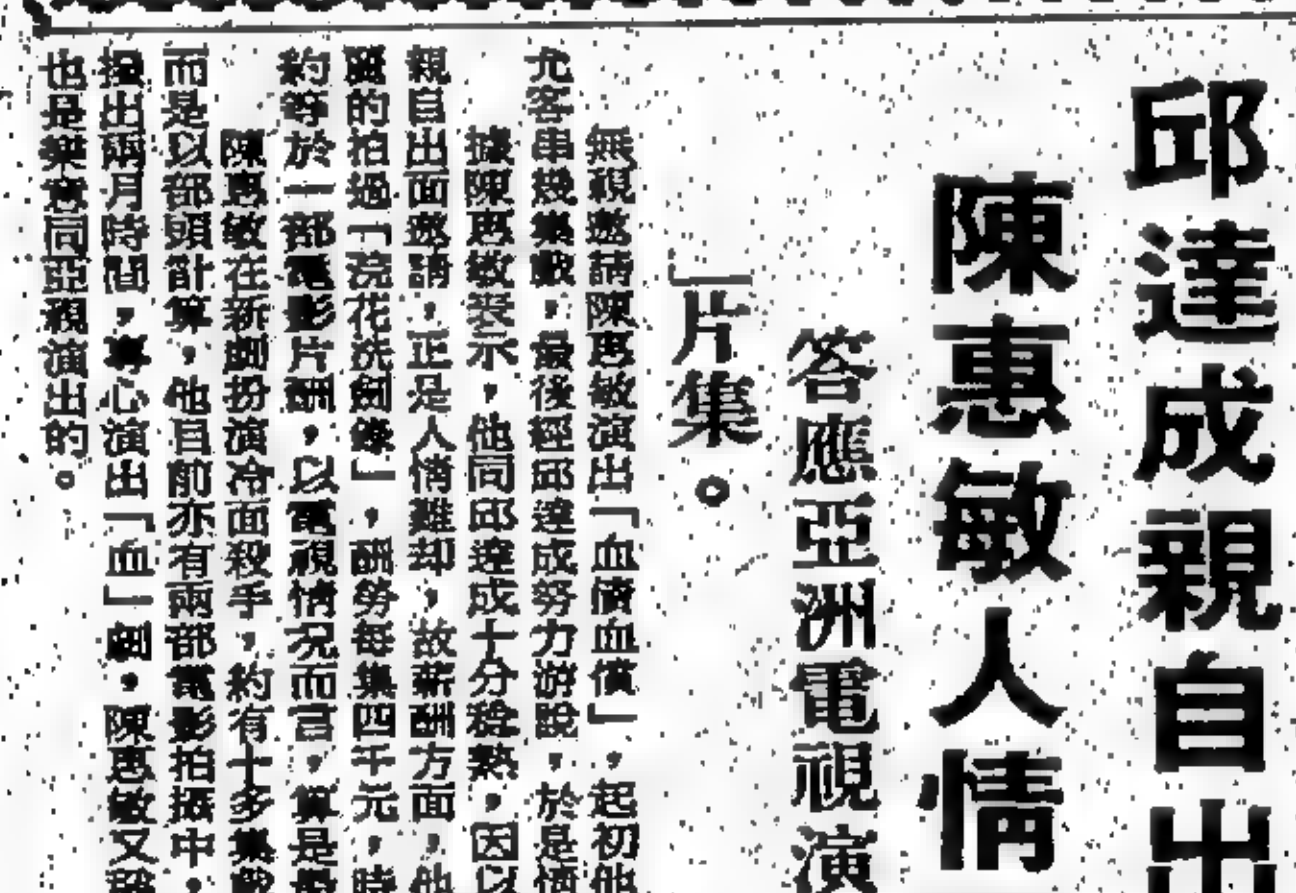 邱達成親自出
陳惠敏人情
答應亞洲電視演
」片集。
無視邀請陳惠敏演出「血債血償」，起初他
允客串幾集戲，最後經邱達成努力游說，於是情
據陳惠敏表示，他同邱達成十分稔熟，因以
親自出面邀請，正是人情難却，故薪酬方面，他
的拍過「浣花洗劍錄」，酬勞每集四千元，時
約等於一部電影片酬，以電視情况而言，算是
陳惠敏在新劇扮演冷面殺手，約有十多集戲
而是以部頭計算，他目前亦有兩部電影拍攝中，
撥出兩月時間，專心演出「血」劇，陳惠敏又
也是樂意同亞視演出的。